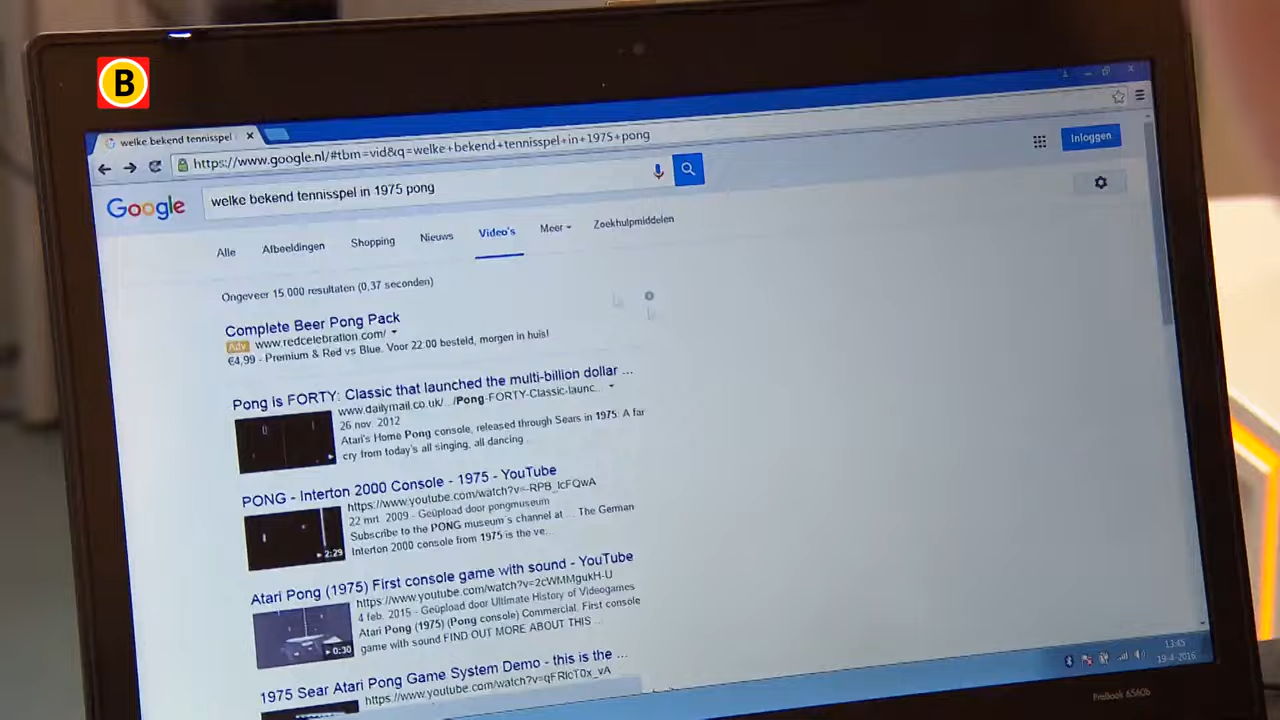 B
welke bekend tennisspel
https://www.google.nl/#tbm=vid&q=welke+bekend+tennisspel+in+1975+pong
Inloggen
Google
welke bekend tennisspel in 1975 pong
Alle Afbeeldingen Shopping Nieuws Video's Meer Zoekhulpmiddelen
Ongeveer 15.000 resultaten (0,37 seconden)
Complete Beer Pong Pack
Adv www.redcelebration.com/
€4,99 - Premium & Red vs Blue. Voor 22:00 besteld, morgen in huis!
Pong is FORTY: Classic that launched the multi-billion dollar ...
www.dailymail.co.uk/.../Pong-FORTY-Classic-launc...
26 nov. 2012
Atari's Home Pong console, released through Sears in 1975: A far
cry from today's all singing, all dancing ...
PONG - Interton 2000 Console - 1975 - YouTube
https://www.youtube.com/watch?v=-RPB_IcFQwA
22 mrt. 2009 - Geüpload door pongmuseum
Subscribe to the PONG museum's channel at ... The German
Interton 2000 console from 1975 is the ve...
2:29
Atari Pong (1975) First console game with sound - YouTube
https://www.youtube.com/watch?v=2cWMMgukH-U
4 feb. 2015 - Geüpload door Ultimate History of Videogames
Atari Pong (1975) (Pong console) Commercial. First console
game with sound FIND OUT MORE ABOUT THIS ...
0:30
1975 Sear Atari Pong Game System Demo - this is the ...
https://www.youtube.com/watch?v=qFRIcT0x_vA
13:45
19-4-2016
ProBook 6560b